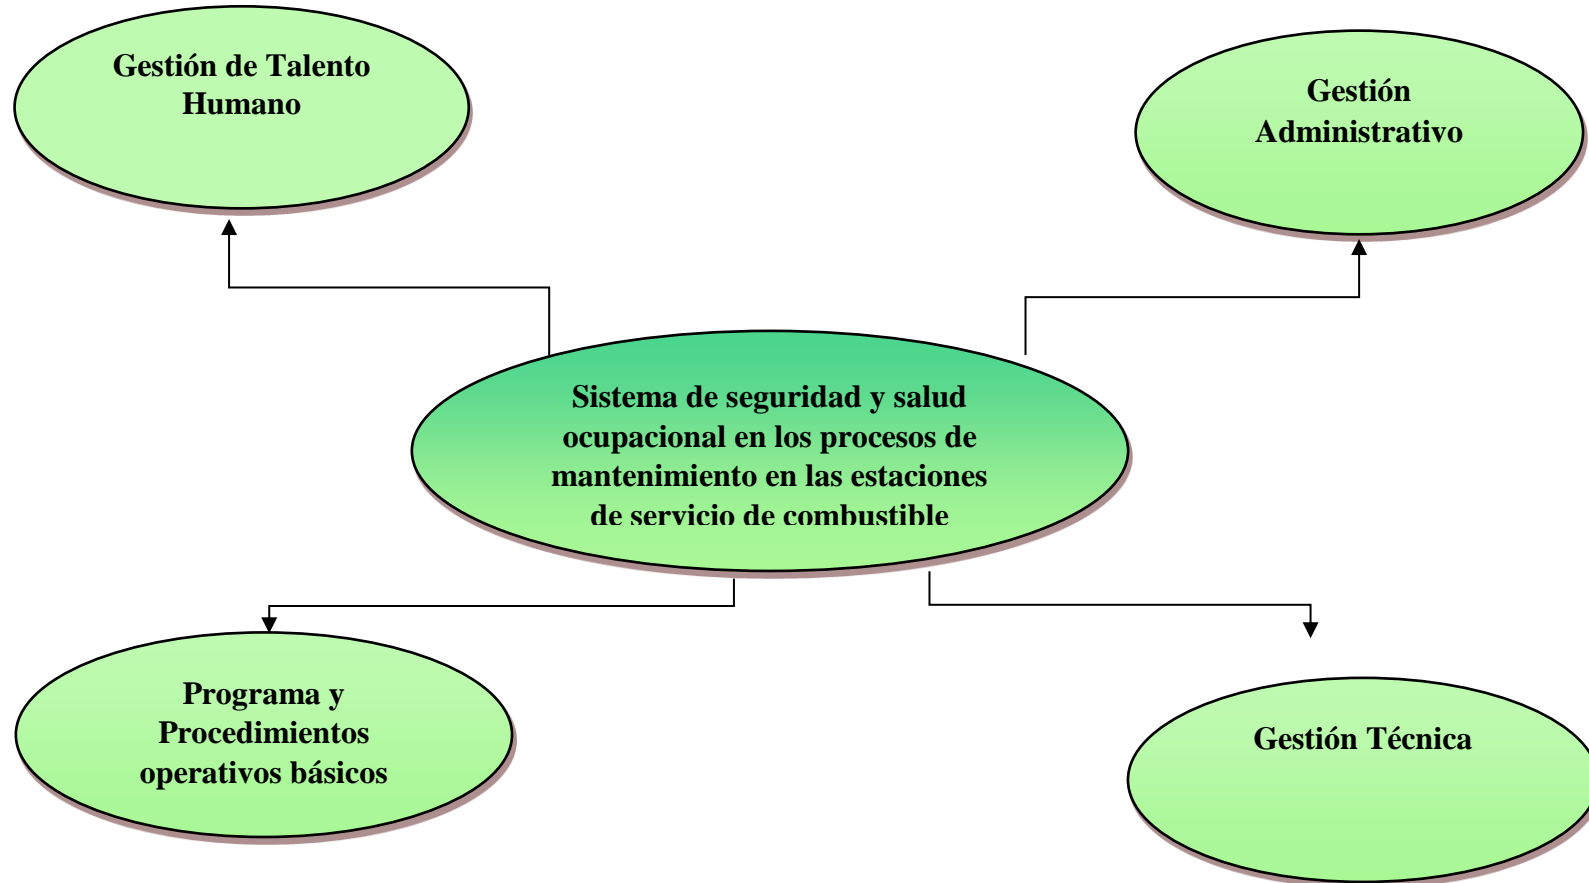 Gestión de Talento
Humano
Gestión
Administrativo
Sistema de seguridad y salud
ocupacional en los procesos de
mantenimiento en las estaciones
de servicio de combustible
Programa y
Procedimientos
operativos básicos
Gestión Técnica